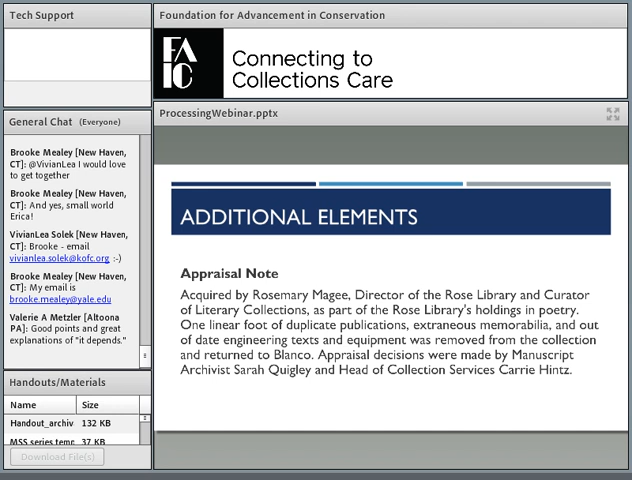 Tech Support
Foundation for Advancement in Conservation
FA
IC
Connecting to
Collections Care
General Chat (Everyone)
Brooke Mealey [New Haven,
CT]: @VivianLea I would love
to get together
Brooke Mealey [New Haven,
CT]: And yes, small world
Erica!
VivianLea Solek [New Haven,
CT]: Brooke - email
vivianlea.solek@kofc.org :-)
Brooke Mealey [New Haven,
CT]: My email is
brooke.mealey@yale.edu
Valerie A Metzler [Altoona
PA]: Good points and great
explanations of "it depends."
Handouts/Materials
Name Size
Handout_archiv 132 KB
MSS series temp 37 KB
Download File(s)
ProcessingWebinar.pptx
ADDITIONAL ELEMENTS
Appraisal Note
Acquired by Rosemary Magee, Director of the Rose Library and Curator
of Literary Collections, as part of the Rose Library's holdings in poetry.
One linear foot of duplicate publications, extraneous memorabilia, and out
of date engineering texts and equipment was removed from the collection
and returned to Blanco. Appraisal decisions were made by Manuscript
Archivist Sarah Quigley and Head of Collection Services Carrie Hintz.